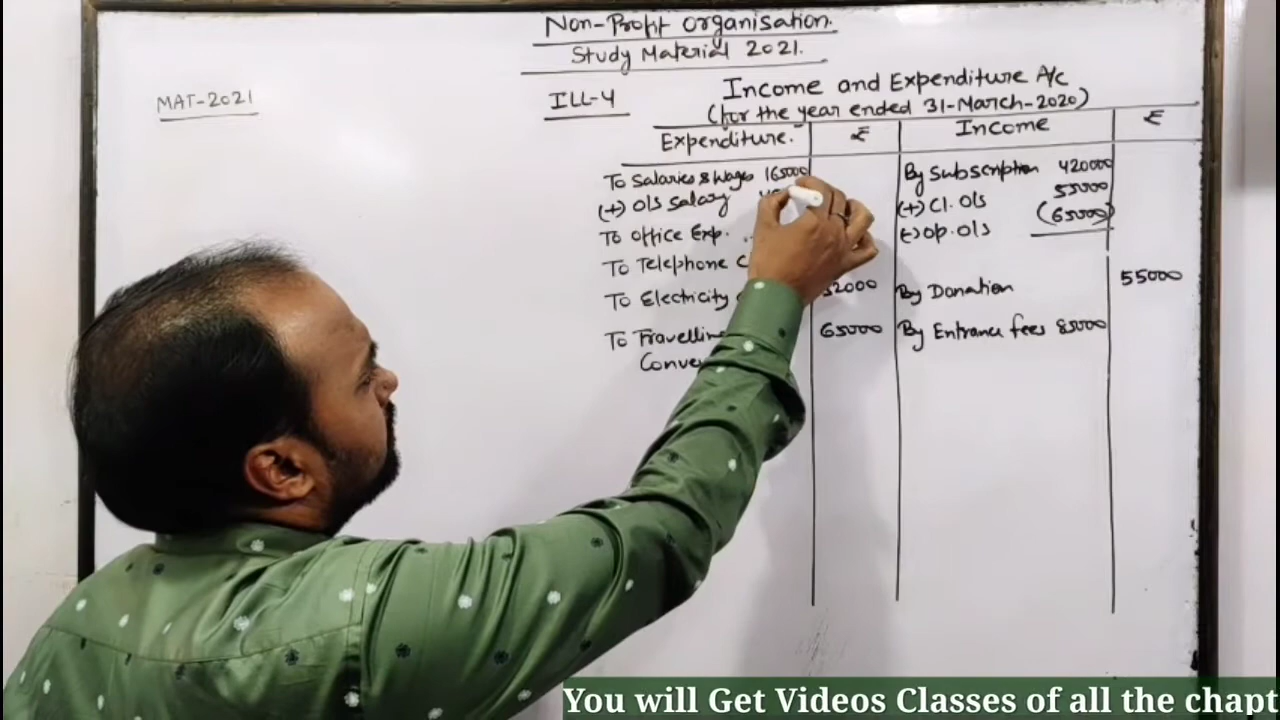 Non-Profit Organisation.
Study Material 2021.
MAT-2021
ILL-4
Income and Expenditure A/c
(for the year ended 31-March-2020)
Expenditure. ₹ Income ₹
To Salaries & Wages 165000
(+) O/s Salary
To Office Exp.
To Telephone
To Electricity 32000
To Travelling 65000
By Subscription 420000
(+) Cl. O/s 55000
(-) Op. O/s (65000)
By Donation 55000
By Entrance fees 85000
You will Get Videos Classes of all the chapt